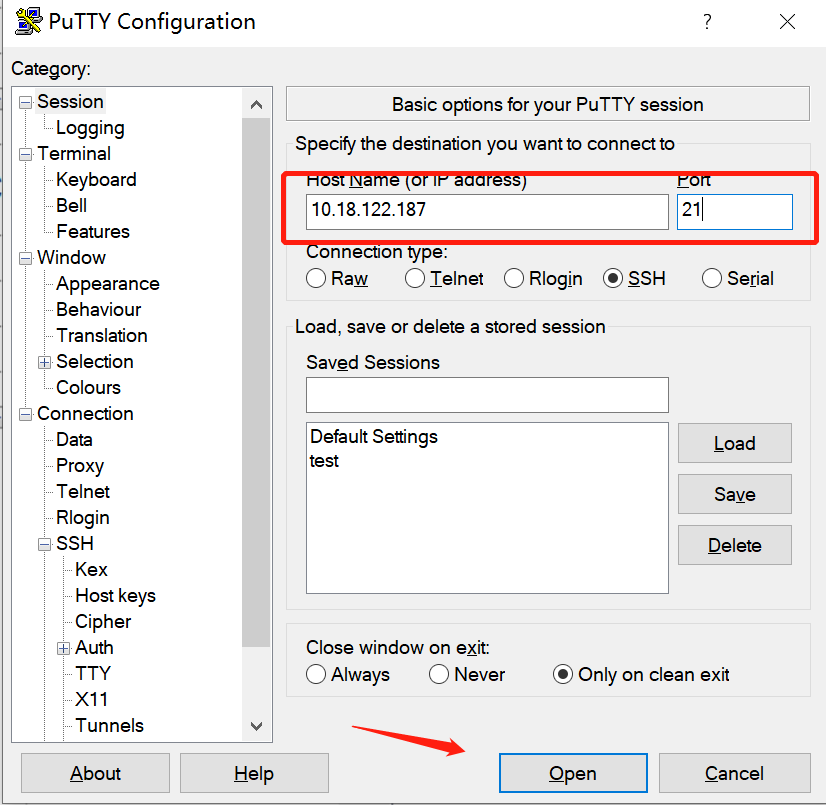 PuTTY Configuration
?
Category:
Session
Logging
Terminal
Keyboard
Bell
Features
Window
Appearance
Behaviour
Translation
Selection
Colours
Connection
Data
Proxy
Telnet
Rlogin
SSH
Kex
Host keys
Cipher
Auth
TTY
X11
Tunnels
Basic options for your PuTTY session
Specify the destination you want to connect to
Host Name (or IP address) Port
10.18.122.187 21
Connection type:
Raw Telnet Rlogin SSH Serial
Load, save or delete a stored session
Saved Sessions
Default Settings
test
Load
Save
Delete
Close window on exit:
Always Never Only on clean exit
About Help Open Cancel